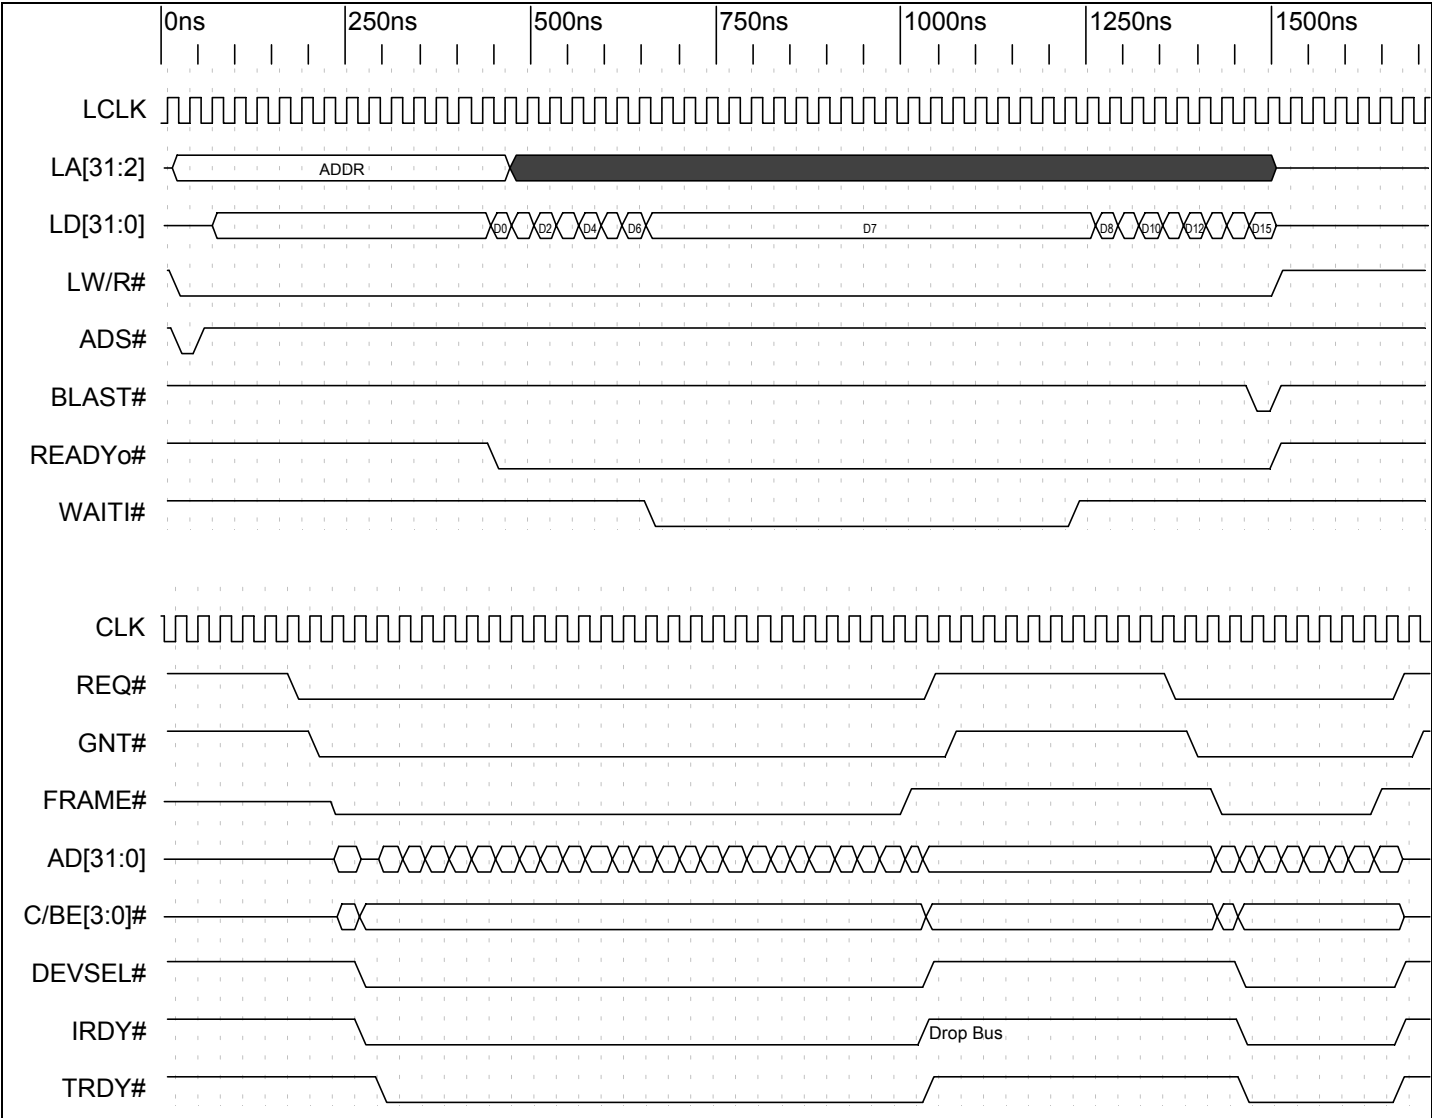 0ns 250ns 500ns 750ns 1000ns 1250ns 1500ns
LCLK
LA[31:2] ADDR
LD[31:0] D0 D2 D4 D6 D7 D8 D10 D12 D15
LW/R#
ADS#
BLAST#
READYo#
WAITI#
CLK
REQ#
GNT#
FRAME#
AD[31:0]
C/BE[3:0]#
DEVSEL#
IRDY# Drop Bus
TRDY#